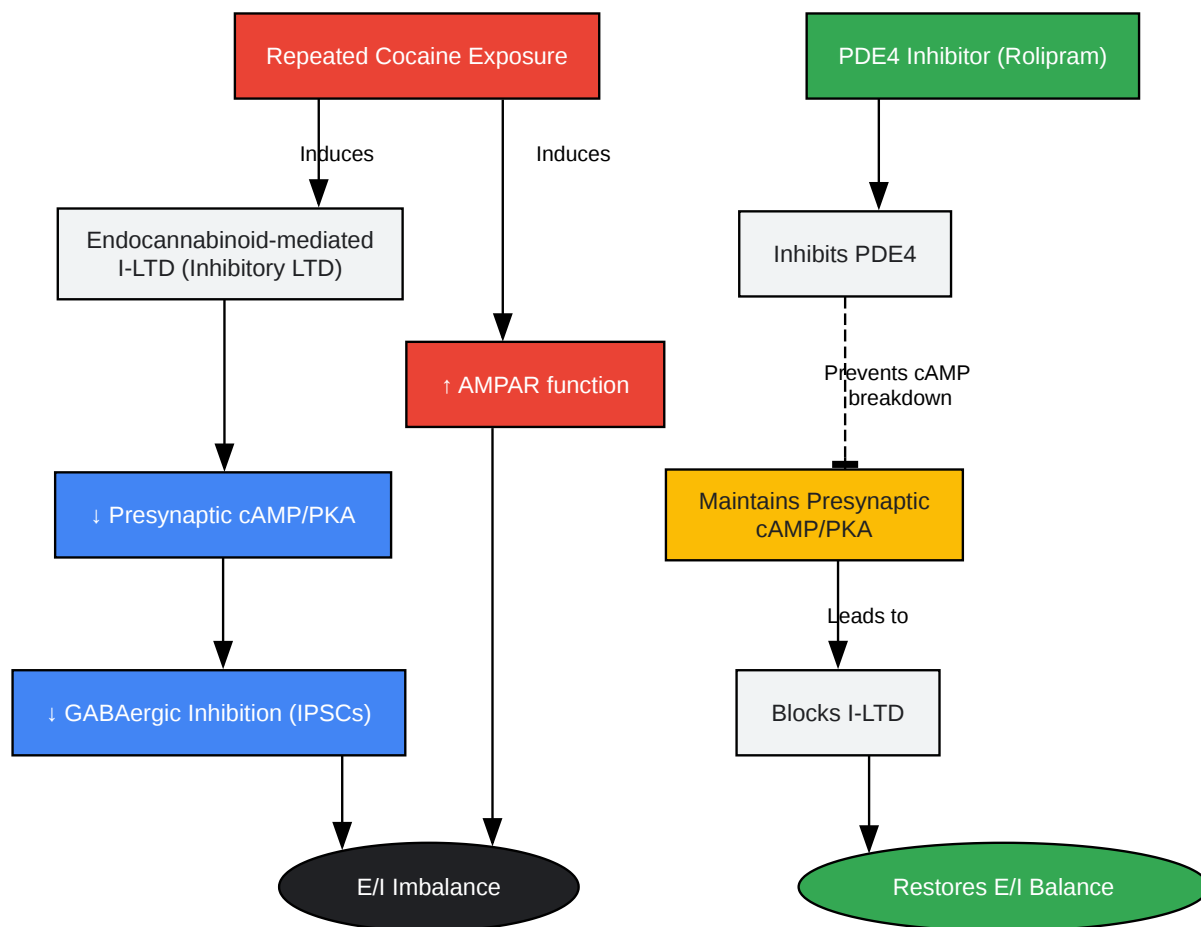 Repeated Cocaine Exposure
PDE4 Inhibitor (Rolipram)
Induces
Induces
Endocannabinoid-mediated
I-LTD (Inhibitory LTD)
Inhibits PDE4
↑ AMPAR function
Prevents cAMP
breakdown
↓ Presynaptic cAMP/PKA
Maintains Presynaptic
cAMP/PKA
Leads to
↓ GABAergic Inhibition (IPSCs)
Blocks I-LTD
E/I Imbalance
Restores E/I Balance